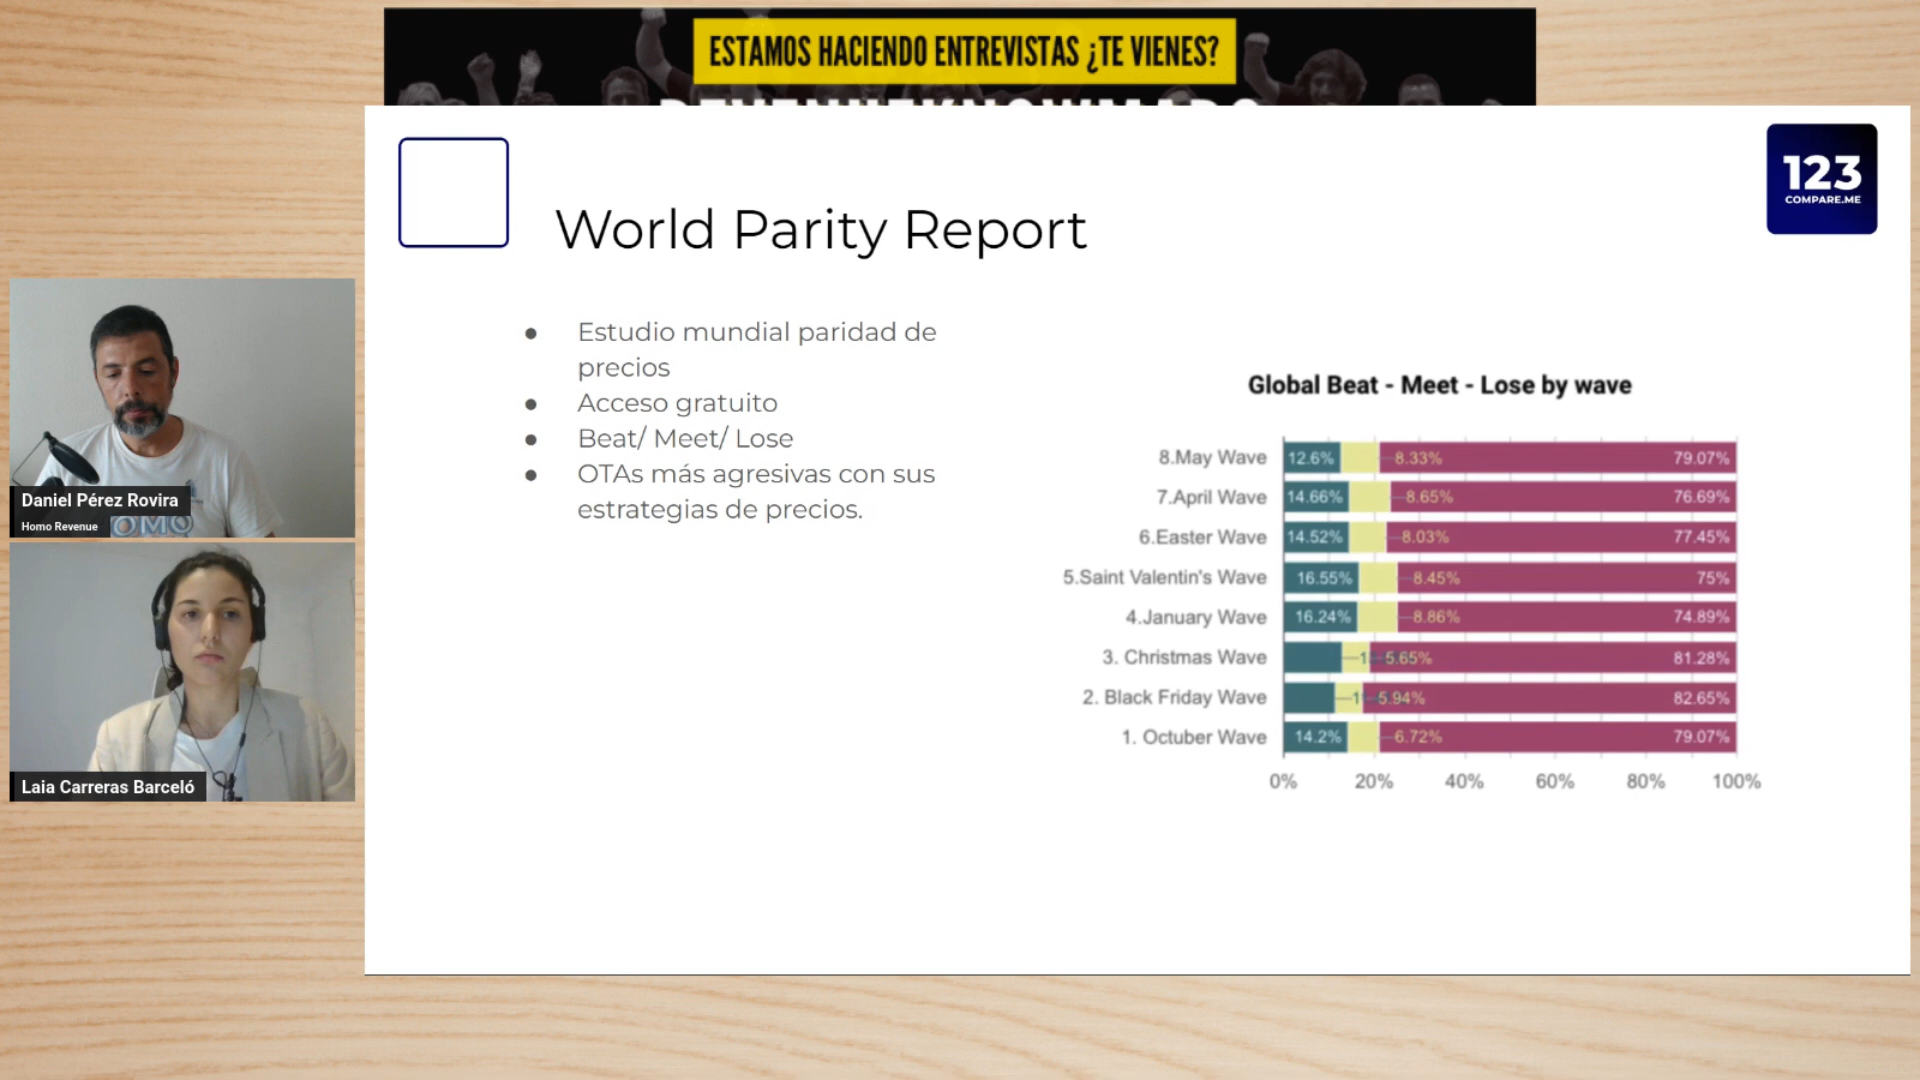 ESTAMOS HACIENDO ENTREVISTAS ¿TE VIENES?
123
COMPARE.ME
World Parity Report
● Estudio mundial paridad de
precios
● Acceso gratuito
● Beat/ Meet/ Lose
● OTAs más agresivas con sus
estrategias de precios.
Global Beat - Meet - Lose by wave
8.May Wave 12.6% 8.33% 79.07%
7.April Wave 14.66% 8.65% 76.69%
6.Easter Wave 14.52% 8.03% 77.45%
5.Saint Valentin's Wave 16.55% 8.45% 75%
4.January Wave 16.24% 8.86% 74.89%
3. Christmas Wave 5.65% 81.28%
2. Black Friday Wave 5.94% 82.65%
1. Octuber Wave 14.2% 6.72% 79.07%
0% 20% 40% 60% 80% 100%
Daniel Pérez Rovira
Homo Revenue
OMO
Laia Carreras Barceló